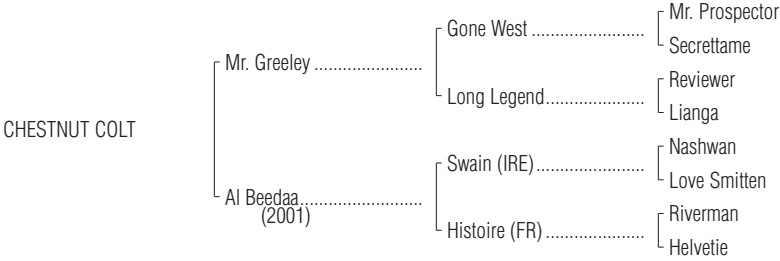 Mr. Prospector
Gone West ........................
Secrettame
Mr. Greeley .......................
Reviewer
Long Legend.....................
Lianga
CHESTNUT COLT
Nashwan
Swain (IRE).......................
Love Smitten
Al Beedaa..........................
(2001)
Riverman
Histoire (FR) .....................
Helvetie